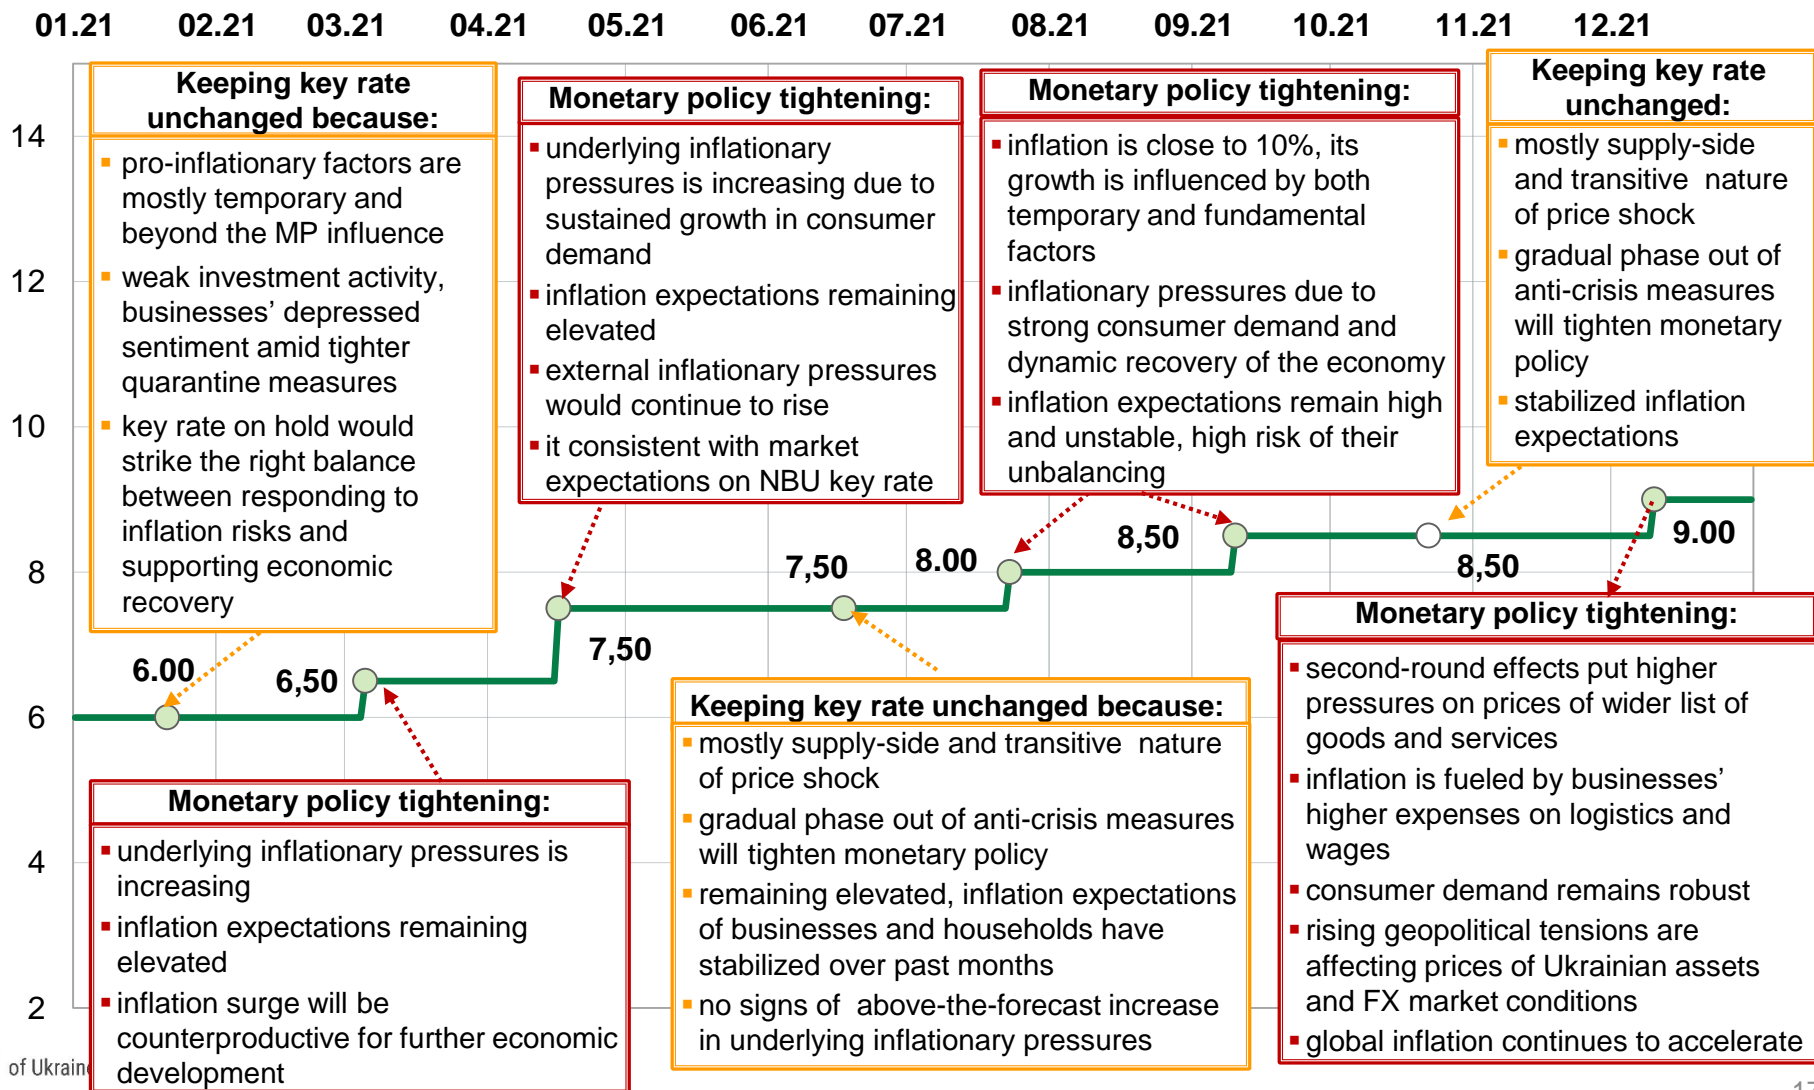 01.21 02.21 03.21 04.21 05.21 06.21 07.21 08.21 09.21 10.21 11.21 12.21
14
12
10
8
6
4
2
Keeping key rate
unchanged because:
pro-inflationary factors are
mostly temporary and
beyond the MP influence
weak investment activity,
businesses’ depressed
sentiment amid tighter
quarantine measures
key rate on hold would
strike the right balance
between responding to
inflation risks and
supporting economic
recovery
Monetary policy tightening:
underlying inflationary
pressures is increasing due to
sustained growth in consumer
demand
inflation expectations remaining
elevated
external inflationary pressures
would continue to rise
it consistent with market
expectations on NBU key rate
Monetary policy tightening:
inflation is close to 10%, its
growth is influenced by both
temporary and fundamental
factors
inflationary pressures due to
strong consumer demand and
dynamic recovery of the economy
inflation expectations remain high
and unstable, high risk of their
unbalancing
Keeping key rate
unchanged:
mostly supply-side
and transitive nature
of price shock
gradual phase out of
anti-crisis measures
will tighten monetary
policy
stabilized inflation
expectations
6.00
6,50
7,50
7,50
8.00
8,50
8,50
9.00
Monetary policy tightening:
underlying inflationary pressures is
increasing
inflation expectations remaining
elevated
inflation surge will be
counterproductive for further economic
development
Keeping key rate unchanged because:
mostly supply-side and transitive nature
of price shock
gradual phase out of anti-crisis measures
will tighten monetary policy
remaining elevated, inflation expectations
of businesses and households have
stabilized over past months
no signs of above-the-forecast increase
in underlying inflationary pressures
Monetary policy tightening:
second-round effects put higher
pressures on prices of wider list of
goods and services
inflation is fueled by businesses’
higher expenses on logistics and
wages
consumer demand remains robust
rising geopolitical tensions are
affecting prices of Ukrainian assets
and FX market conditions
global inflation continues to accelerate
of Ukraine